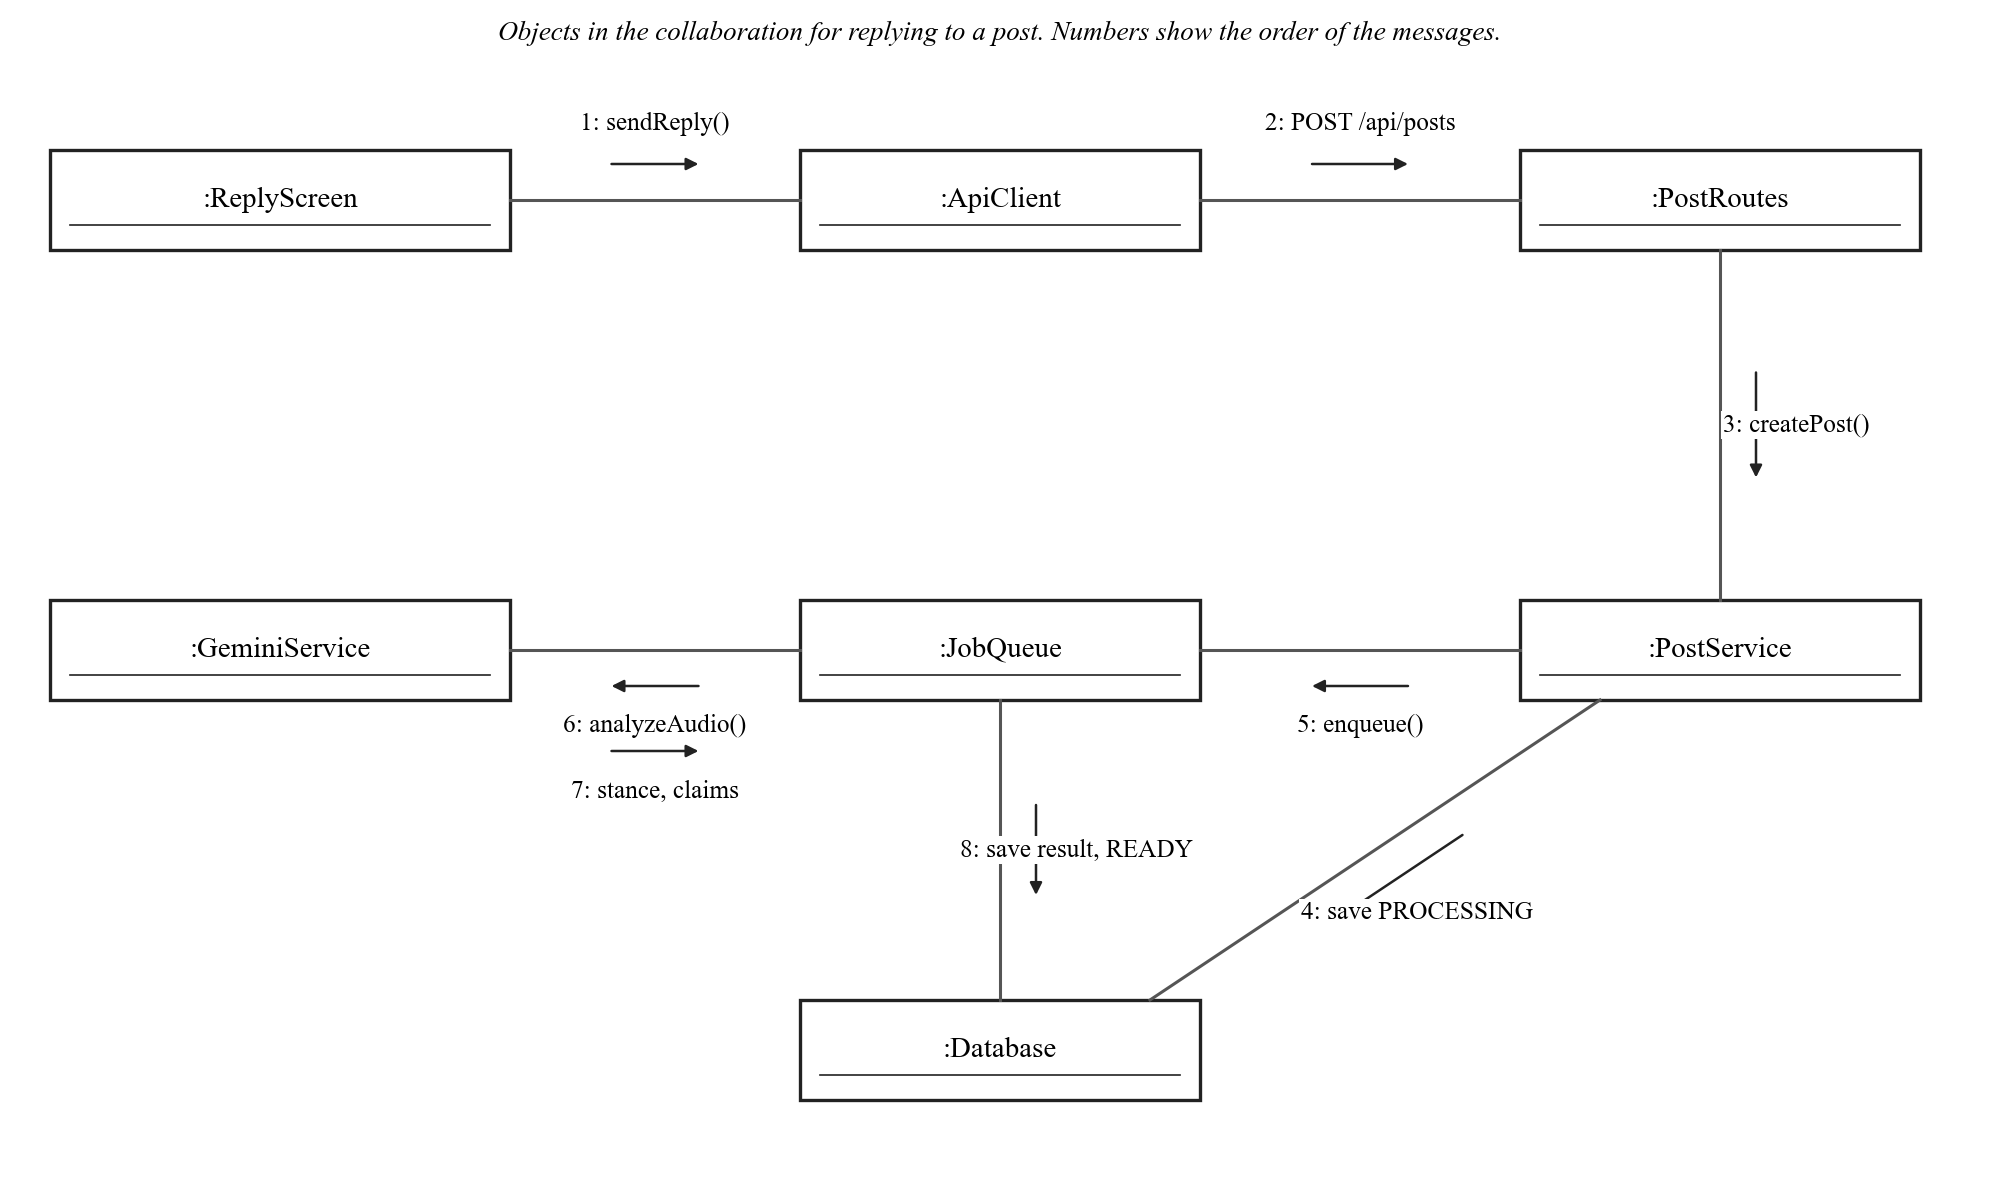 Objects in the collaboration for replying to a post. Numbers show the order of the messages.
1: sendReply()
2: POST /api/posts
:ReplyScreen
:ApiClient
:PostRoutes
3: createPost()
:GeminiService
:JobQueue
:PostService
6: analyzeAudio()
5: enqueue()
7: stance, claims
8: save result, READY
4: save PROCESSING
:Database